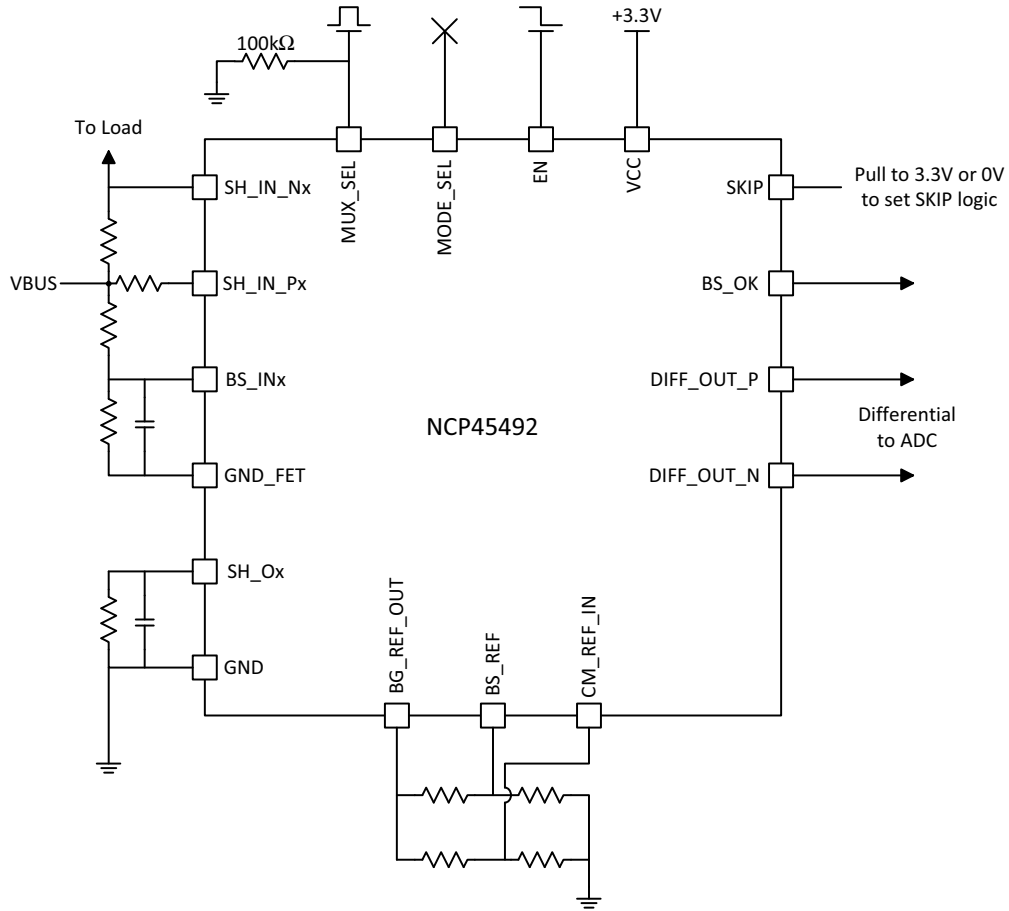 +3.3V
100kΩ
To Load
MUX_SEL
MODE_SEL
EN
VCC
SH_IN_Nx
SKIP
Pull to 3.3V or 0V
to set SKIP logic
VBUS
SH_IN_Px
BS_OK
BS_INx
DIFF_OUT_P
Differential
to ADC
NCP45492
GND_FET
DIFF_OUT_N
SH_Ox
GND
BG_REF_OUT
BS_REF
CM_REF_IN